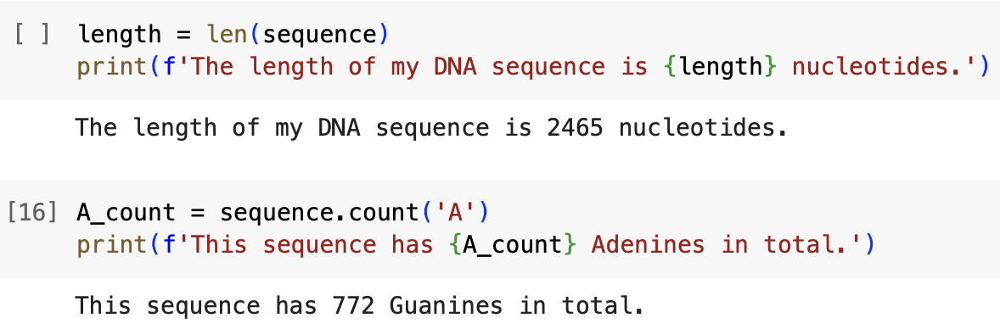 [ ] length = len(sequence)
print(f'The length of my DNA sequence is {length} nucleotides.')
The length of my DNA sequence is 2465 nucleotides.
[16] A_count = sequence.count('A')
print(f'This sequence has {A_count} Adenines in total.')
This sequence has 772 Guanines in total.